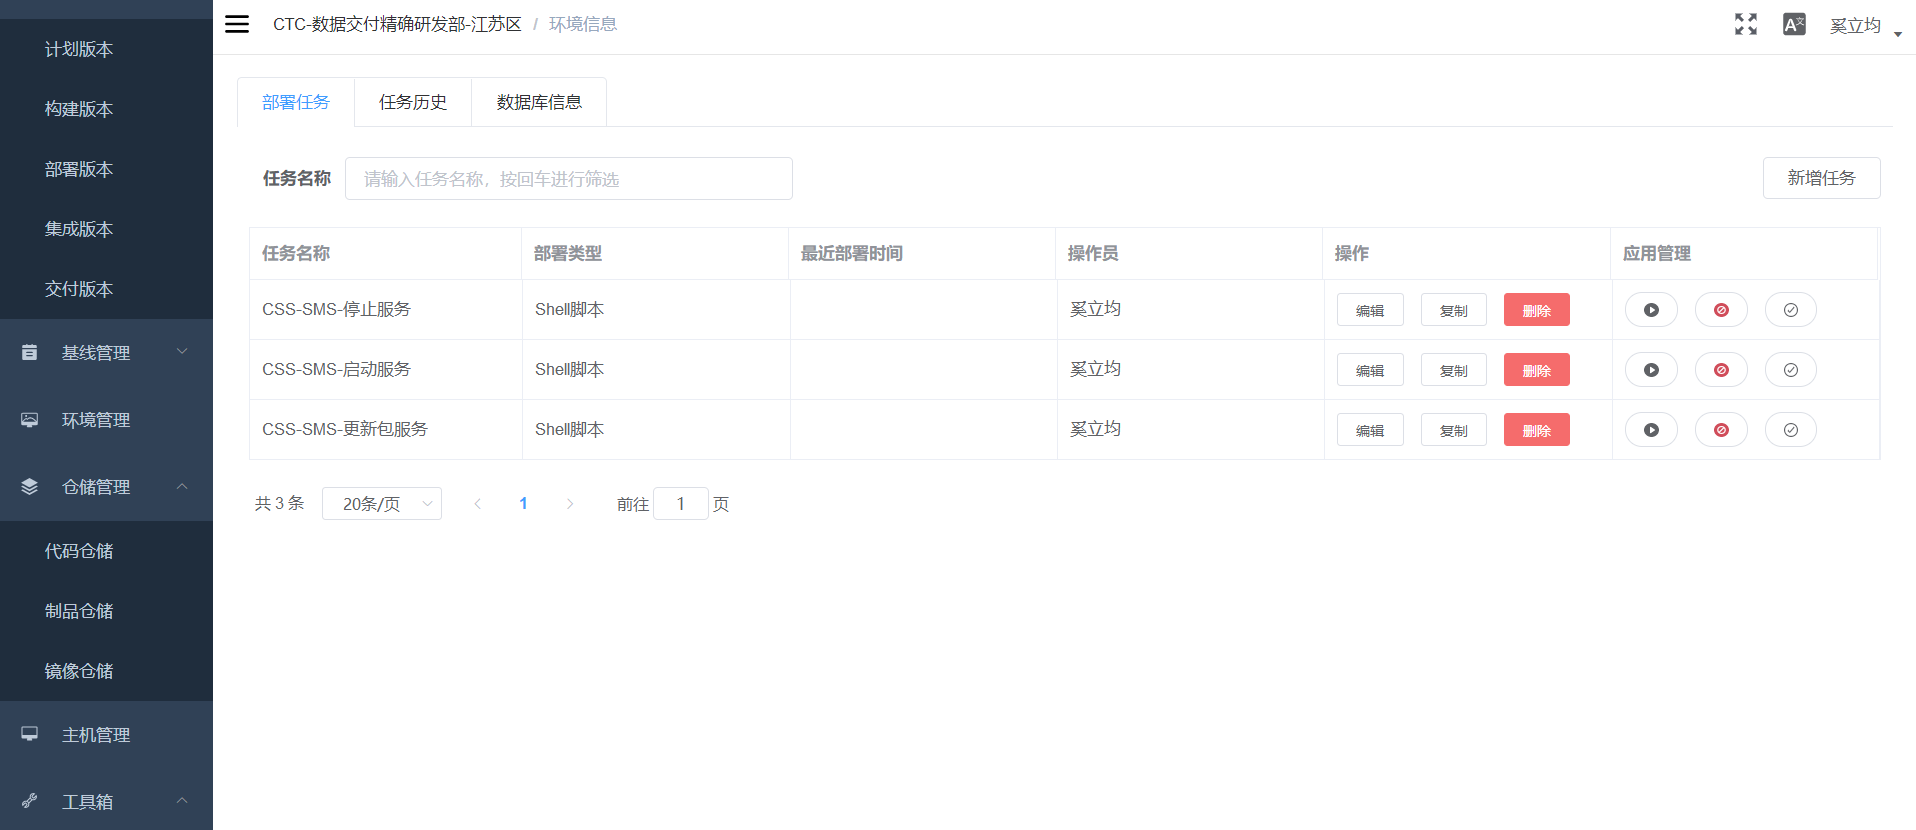 计划版本
构建版本
部署版本
集成版本
交付版本
基线管理
环境管理
仓储管理
代码仓储
制品仓储
镜像仓储
主机管理
工具箱
CTC-数据交付精确研发部-江苏区 / 环境信息
奚立均
部署任务 任务历史 数据库信息
任务名称 请输入任务名称，按回车进行筛选 新增任务
任务名称 部署类型 最近部署时间 操作员 操作 应用管理
CSS-SMS-停止服务 Shell脚本 奚立均 编辑 复制 删除
CSS-SMS-启动服务 Shell脚本 奚立均 编辑 复制 删除
CSS-SMS-更新包服务 Shell脚本 奚立均 编辑 复制 删除
共 3 条 20条/页 1 前往 1 页